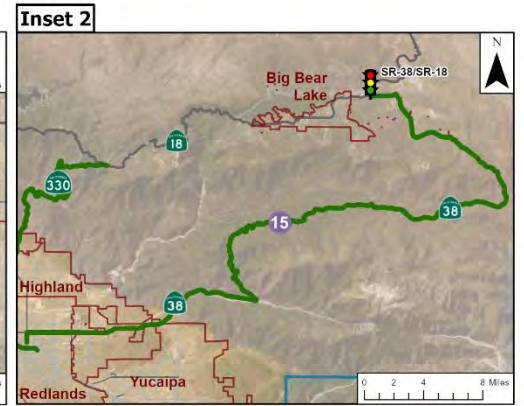 Inset 2
N
SR-38/SR-18
Big Bear
Lake
18
330
15
38
Highland
38
Redlands
Yucaipa
0 2 4 8 Miles